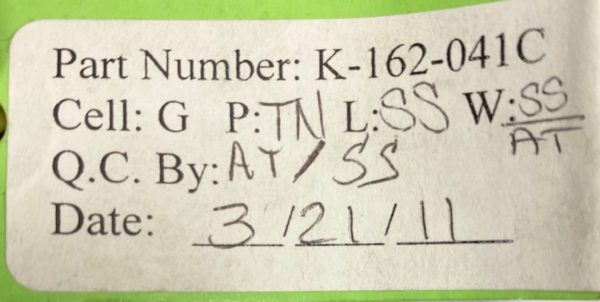 Part Number: K-162-041C
Cell: G P:TN L:SS W:SS
AT
Q.C. By: AT/SS
Date: 3/21/11